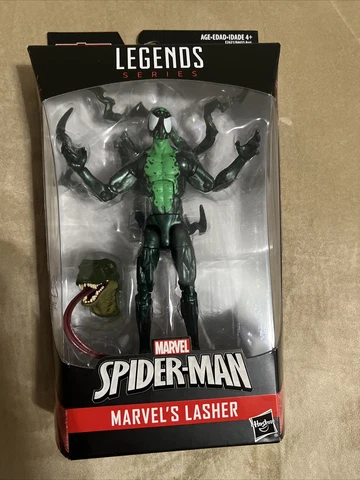 AGE•EDAD•IDADE 4+
LEGENDS
SERIES
MARVEL
SPIDER-MAN
MARVEL'S LASHER
Hasbro